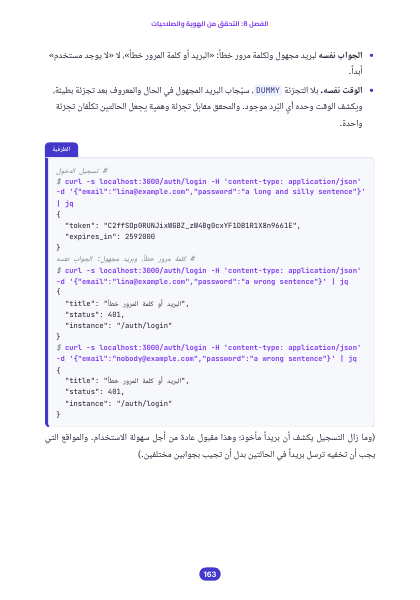 الفصل 8: التحقق من الهوية والصلاحيات
• الجواب نفسه لبريد مجهول ولكلمة مرور خطأ: «البريد أو كلمة المرور خطأ»، لا «لا يوجد مستخدم»
أبداً.
• الوقت نفسه. بلا التجزئة DUMMY، سيُجاب البريد المجهول في الحال والمعروف بعد تجزئة بطيئة،
ويكشف الوقت وحده أي البُرد موجود. والتحقق مقابل تجزئة وهمية يجعل الحالتين تكلّفان تجزئة
واحدة.
الطرفية
# تسجيل الدخول
$ curl -s localhost:3000/auth/login -H 'content-type: application/json'
-d '{"email":"lina@example.com","password":"a long and silly sentence"}'
| jq
{
"token": "C2ffSOp0RUNJixWGBZ_zW4Bg0cxYF1DB1R1X8n9661E",
"expires_in": 2592000
}
# كلمة مرور خطأ، وبريد مجهول: الجواب نفسه
$ curl -s localhost:3000/auth/login -H 'content-type: application/json'
-d '{"email":"lina@example.com","password":"a wrong sentence"}' | jq
{
"title": "البريد أو كلمة المرور خطأ",
"status": 401,
"instance": "/auth/login"
}
$ curl -s localhost:3000/auth/login -H 'content-type: application/json'
-d '{"email":"nobody@example.com","password":"a wrong sentence"}' | jq
{
"title": "البريد أو كلمة المرور خطأ",
"status": 401,
"instance": "/auth/login"
}
(وما زال التسجيل يكشف أن بريداً مأخوذ؛ وهذا مقبول عادة من أجل سهولة الاستخدام. والمواقع التي
يجب أن تخفيه ترسل بريداً في الحالتين بدل أن تجيب بجوابين مختلفين.)
163